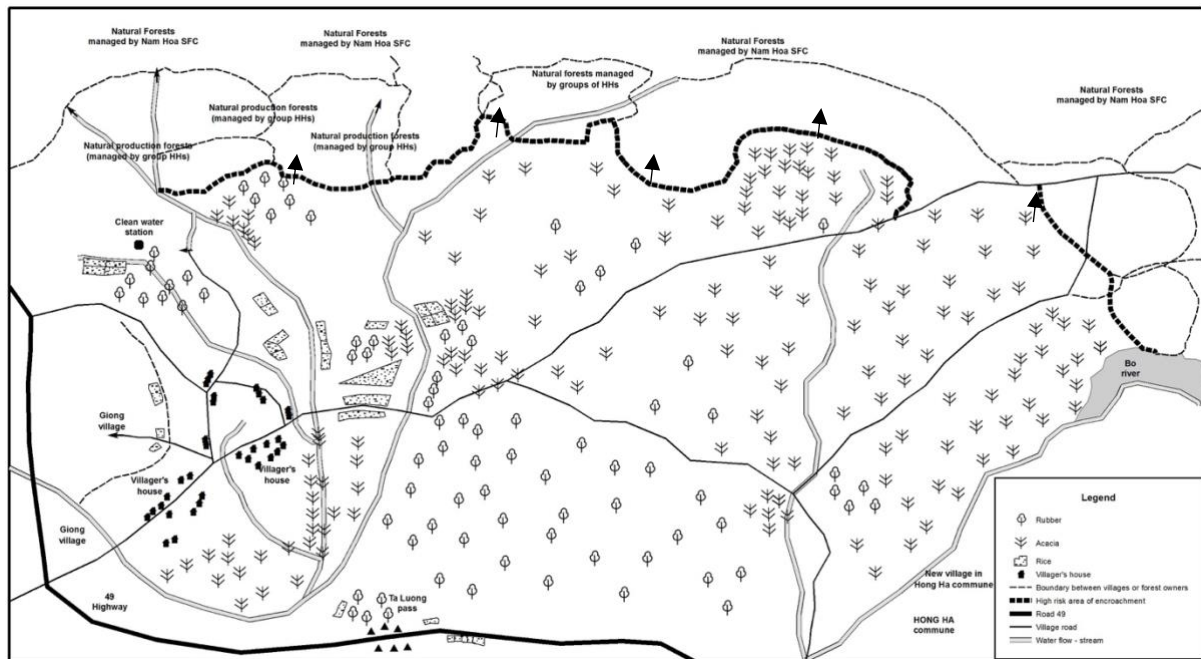 Natural Forests
managed by Nam Hoa SFC
Natural Forests
managed by Nam Hoa SFC
Natural Forests
managed by Nam Hoa SFC
Natural forests managed
by groups of HHs
Natural Forests
managed by Nam Hoa SFC
Natural production forests
(managed by group HHs)
Natural production forests
(managed by group HHs)
Natural production forests
(managed by group HHs)
Clean water
station
Bo
river
Giong
village
Villager's
house
Villager's
house
Giong
village
49
Highway
Ta Luong
pass
New village in
Hong Ha commune
HONG HA
commune
Legend
Rubber
Acacia
Rice
Villager's house
Boundary between villages or forest owners
High risk area of encroachment
Road 49
Village road
Water flow - stream